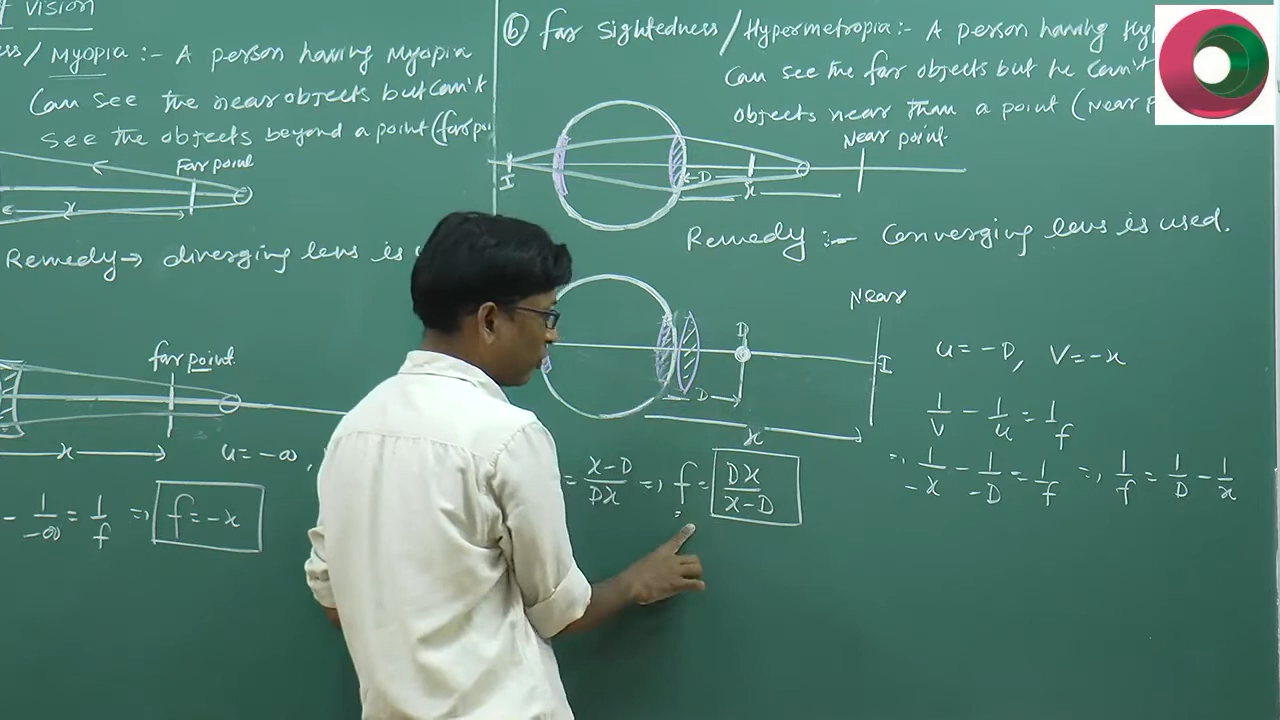 Vision
Myopia :- A person having Myopia
Can see the near objects but can't
see the objects beyond a point (far
Far point
x
Remedy → diverging lens is
far point
x
u = -∞,
- 1/-∞ = 1/f ⇒ f = -x
(b) Far Sightedness / Hypermetropia :- A person having
Can see the far objects but he can't
objects near than a point (Near
Near point
I
D
x
Remedy :- Converging lens is used.
Near
D
I
D
x
u = -D, V = -x
1/V - 1/u = 1/f
⇒ 1/-x - 1/-D = 1/f ⇒ 1/f = 1/D - 1/x
= X-D/DX ⇒ f = DX/X-D